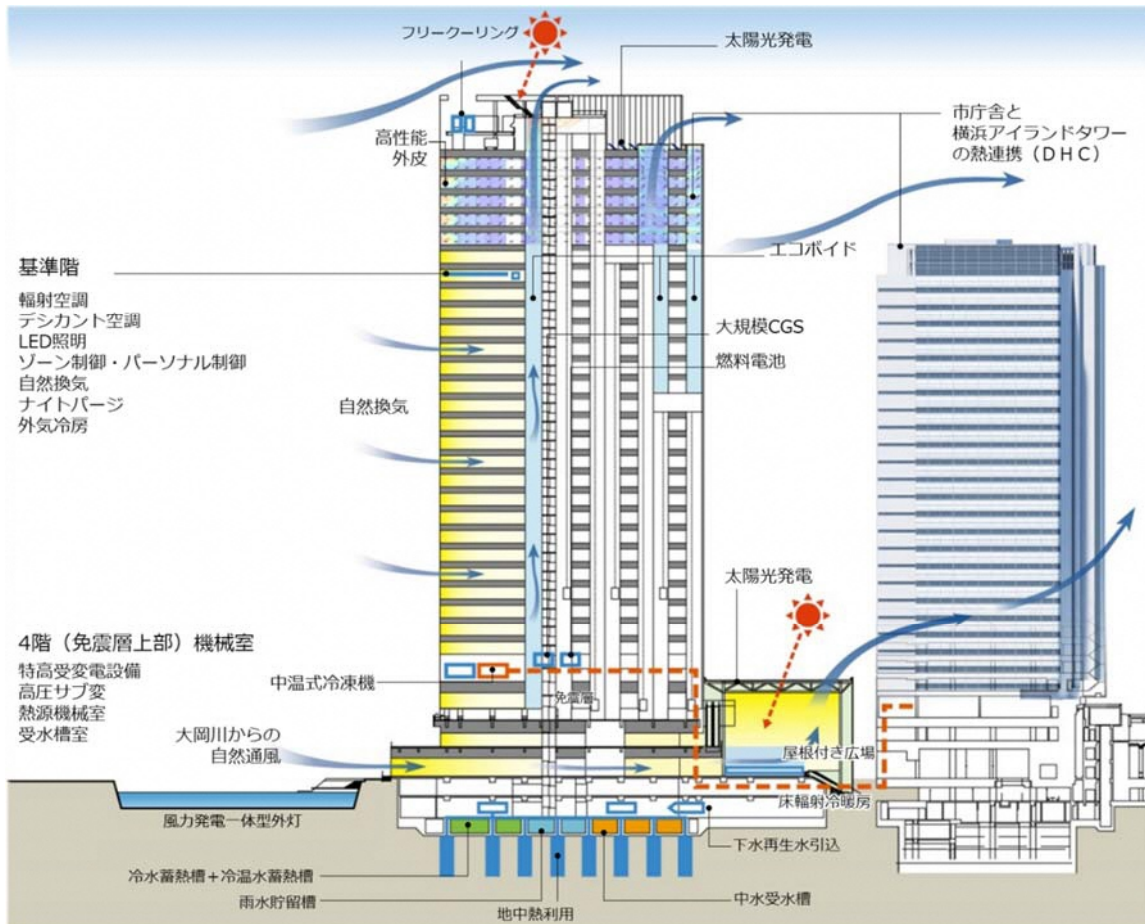 フリークーリング
太陽光発電
高性能
外皮
市庁舎と
横浜アイランドタワー
の熱連携（ＤＨＣ）
基準階
輻射空調
デシカント空調
LED照明
ゾーン制御・パーソナル制御
自然換気
ナイトパージ
外気冷房
エコボイド
大規模CGS
燃料電池
自然換気
太陽光発電
4階（免震層上部）機械室
特高受変電設備
高圧サブ変
熱源機械室
受水槽室
中温式冷凍機
免震層
大岡川からの
自然通風
屋根付き広場
床輻射冷暖房
風力発電一体型外灯
下水再生水引込
冷水蓄熱槽＋冷温水蓄熱槽
雨水貯留槽
地中熱利用
中水受水槽